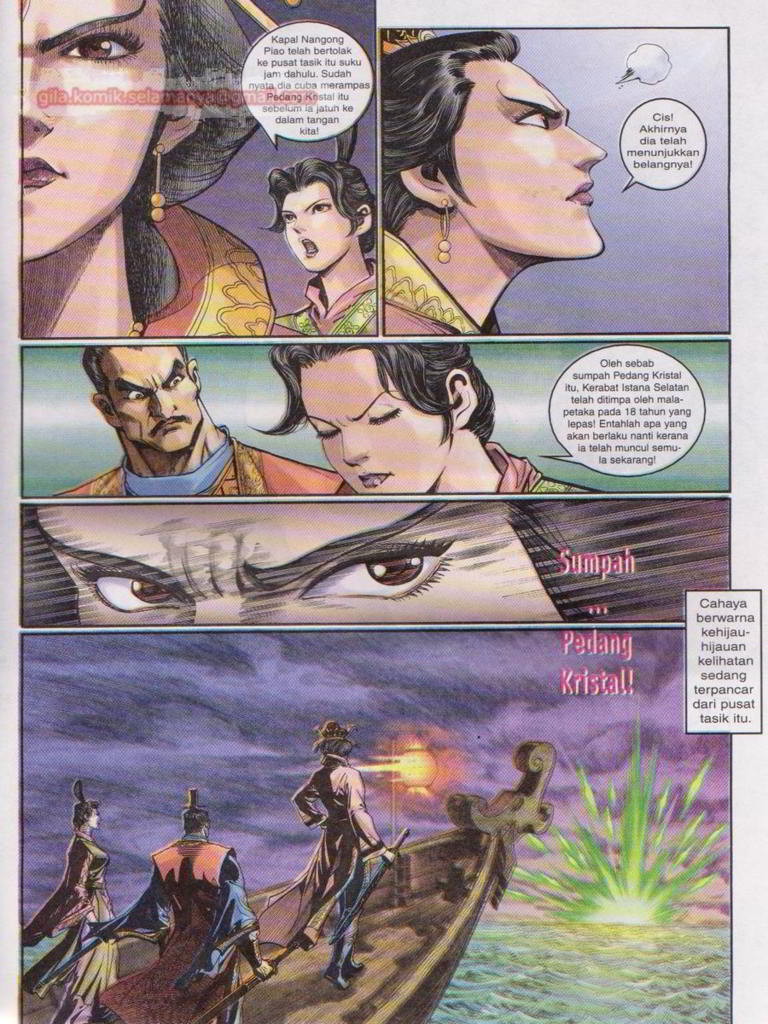 Kapal Nangong
Piao telah bertolak
ke pusat tasik itu suku
jam dahulu. Sudah
nyata dia cuba merampas
Pedang Kristal itu
sebelum ia jatuh ke
dalam tangan
kita!
gila.komik.selamanya@gmail.com
Cis!
Akhirnya
dia telah
menunjukkan
belangnya!
Oleh sebab
sumpah Pedang Kristal
itu, Kerabat Istana Selatan
telah ditimpa oleh mala-
petaka pada 18 tahun yang
lepas! Entahlah apa yang
akan berlaku nanti kerana
ia telah muncul semu-
la sekarang!
Sumpah
...
Pedang
Kristal!
Cahaya
berwarna
kehijau-
hijauan
kelihatan
sedang
terpancar
dari pusat
tasik itu.